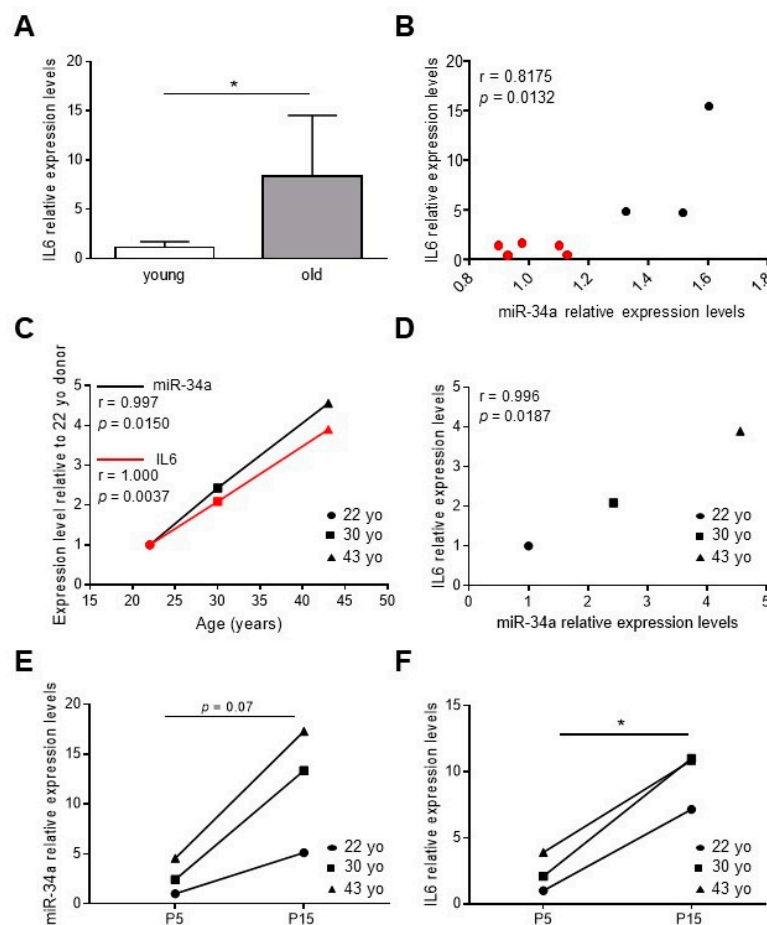 A
IL6 relative expression levels
20
15
10
5
0
*
young
old
B
IL6 relative expression levels
20
15
10
5
0
r = 0.8175
p = 0.0132
0.8
1.0
1.2
1.4
1.6
1.8
miR-34a relative expression levels
C
Expression level relative to 22 yo donor
5
4
3
2
1
0
miR-34a
r = 0.997
p = 0.0150
IL6
r = 1.000
p = 0.0037
22 yo
30 yo
43 yo
15
20
25
30
35
40
45
50
Age (years)
D
IL6 relative expression levels
5
4
3
2
1
0
r = 0.996
p = 0.0187
22 yo
30 yo
43 yo
0
1
2
3
4
5
miR-34a relative expression levels
E
miR-34a relative expression levels
20
15
10
5
0
p = 0.07
22 yo
30 yo
43 yo
P5
P15
F
IL6 relative expression levels
15
10
5
0
*
22 yo
30 yo
43 yo
P5
P15